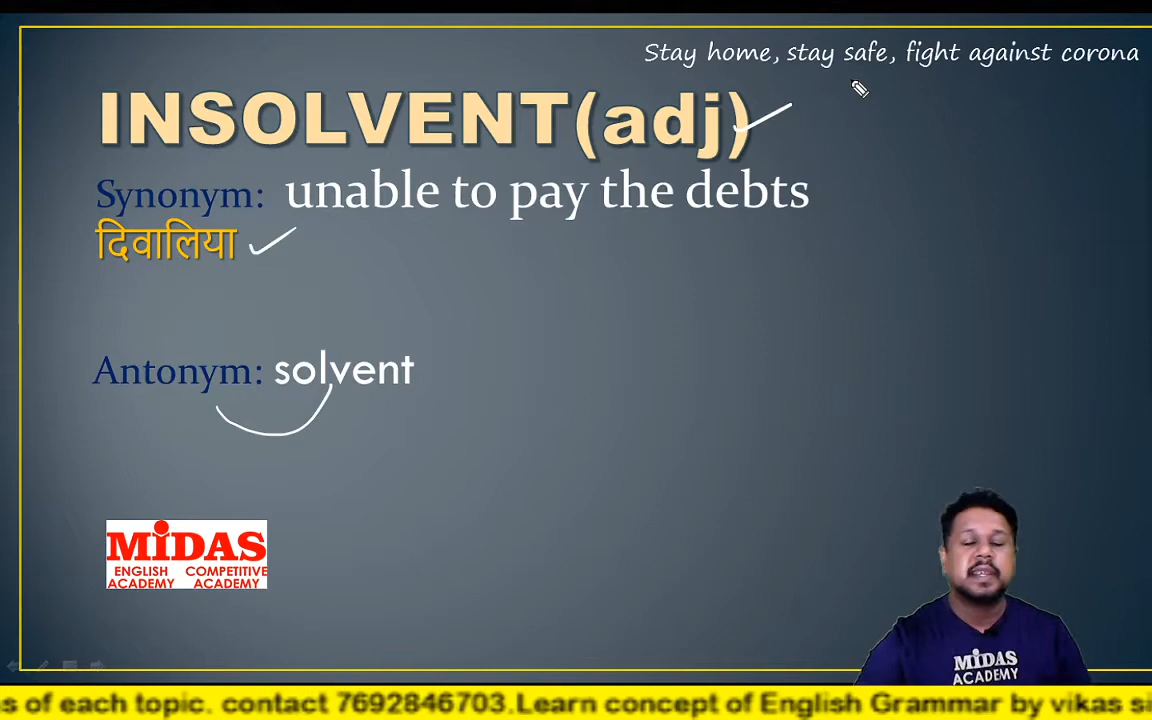 Stay home, stay safe, fight against corona
INSOLVENT(adj)
Synonym: unable to pay the debts
दिवालिया
Antonym: solvent
MiDAS
ENGLISH COMPETITIVE
ACADEMY ACADEMY
MiDAS
ACADEMY
of each topic. contact 7692846703.Learn concept of English Grammar by vikas